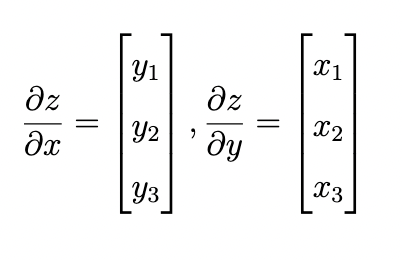 ∂z/∂x = [y₁ y₂ y₃], ∂z/∂y = [x₁ x₂ x₃]